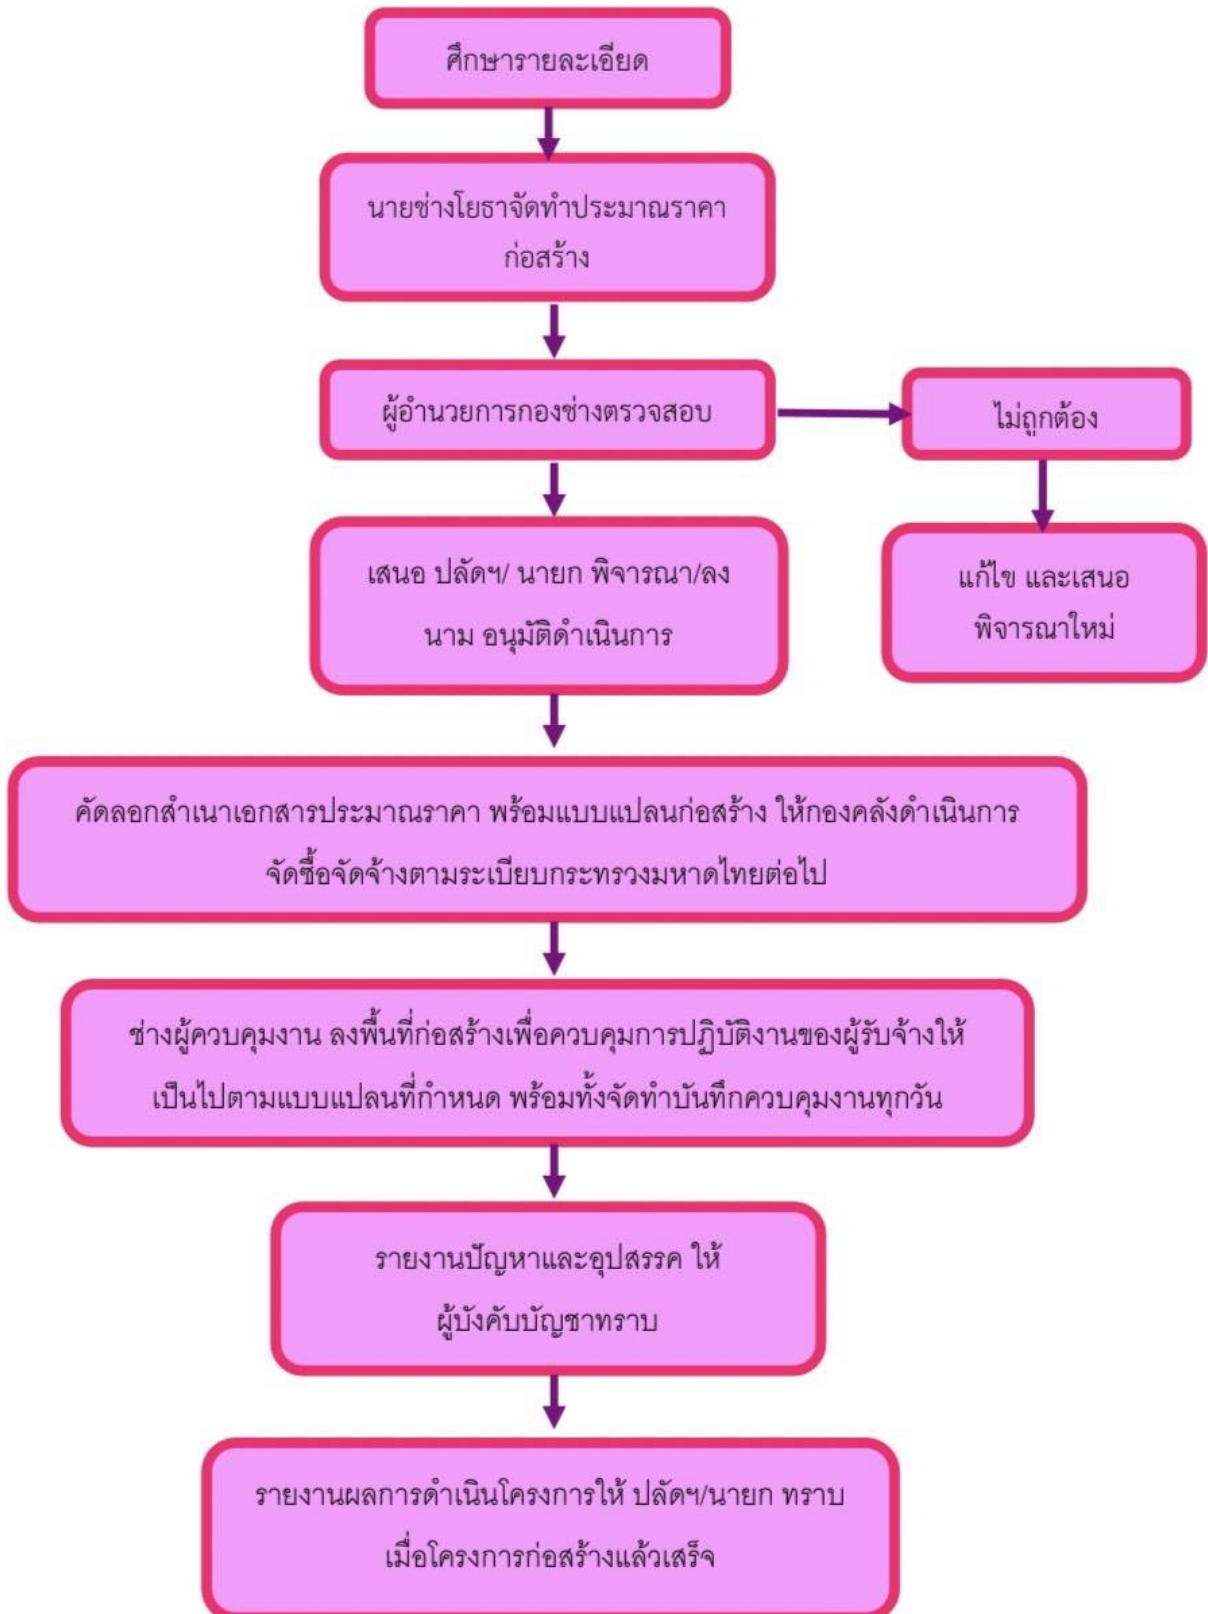 ศึกษารายละเอียด
นายช่างโยธาจัดทำประมาณราคา
ก่อสร้าง
ผู้อำนวยการกองช่างตรวจสอบ
ไม่ถูกต้อง
เสนอ ปลัดฯ/ นายก พิจารณา/ลง
นาม อนุมัติดำเนินการ
แก้ไข และเสนอ
พิจารณาใหม่
คัดลอกสำเนาเอกสารประมาณราคา พร้อมแบบแปลนก่อสร้าง ให้กองคลังดำเนินการ
จัดซื้อจัดจ้างตามระเบียบกระทรวงมหาดไทยต่อไป
ช่างผู้ควบคุมงาน ลงพื้นที่ก่อสร้างเพื่อควบคุมการปฏิบัติงานของผู้รับจ้างให้
เป็นไปตามแบบแปลนที่กำหนด พร้อมทั้งจัดทำบันทึกควบคุมงานทุกวัน
รายงานปัญหาและอุปสรรค ให้
ผู้บังคับบัญชาทราบ
รายงานผลการดำเนินโครงการให้ ปลัดฯ/นายก ทราบ
เมื่อโครงการก่อสร้างแล้วเสร็จ